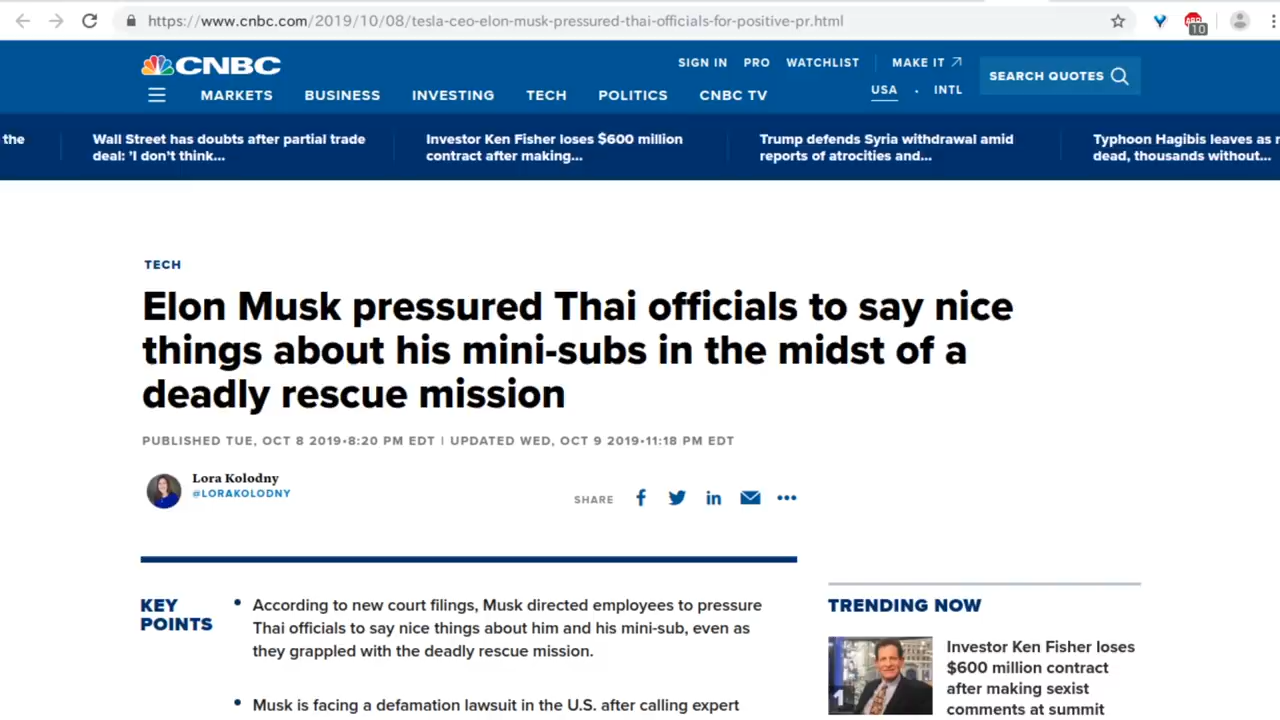 https://www.cnbc.com/2019/10/08/tesla-ceo-elon-musk-pressured-thai-officials-for-positive-pr.html
10
CNBC
SIGN IN PRO WATCHLIST MAKE IT
SEARCH QUOTES
USA • INTL
MARKETS BUSINESS INVESTING TECH POLITICS CNBC TV
the
Wall Street has doubts after partial trade
deal: 'I don't think...
Investor Ken Fisher loses $600 million
contract after making...
Trump defends Syria withdrawal amid
reports of atrocities and...
Typhoon Hagibis leaves as
dead, thousands without...
TECH
Elon Musk pressured Thai officials to say nice
things about his mini-subs in the midst of a
deadly rescue mission
PUBLISHED TUE, OCT 8 2019•8:20 PM EDT | UPDATED WED, OCT 9 2019•11:18 PM EDT
Lora Kolodny
@LORAKOLODNY
SHARE
KEY
POINTS
• According to new court filings, Musk directed employees to pressure
Thai officials to say nice things about him and his mini-sub, even as
they grappled with the deadly rescue mission.
• Musk is facing a defamation lawsuit in the U.S. after calling expert
TRENDING NOW
1
Investor Ken Fisher loses
$600 million contract
after making sexist
comments at summit